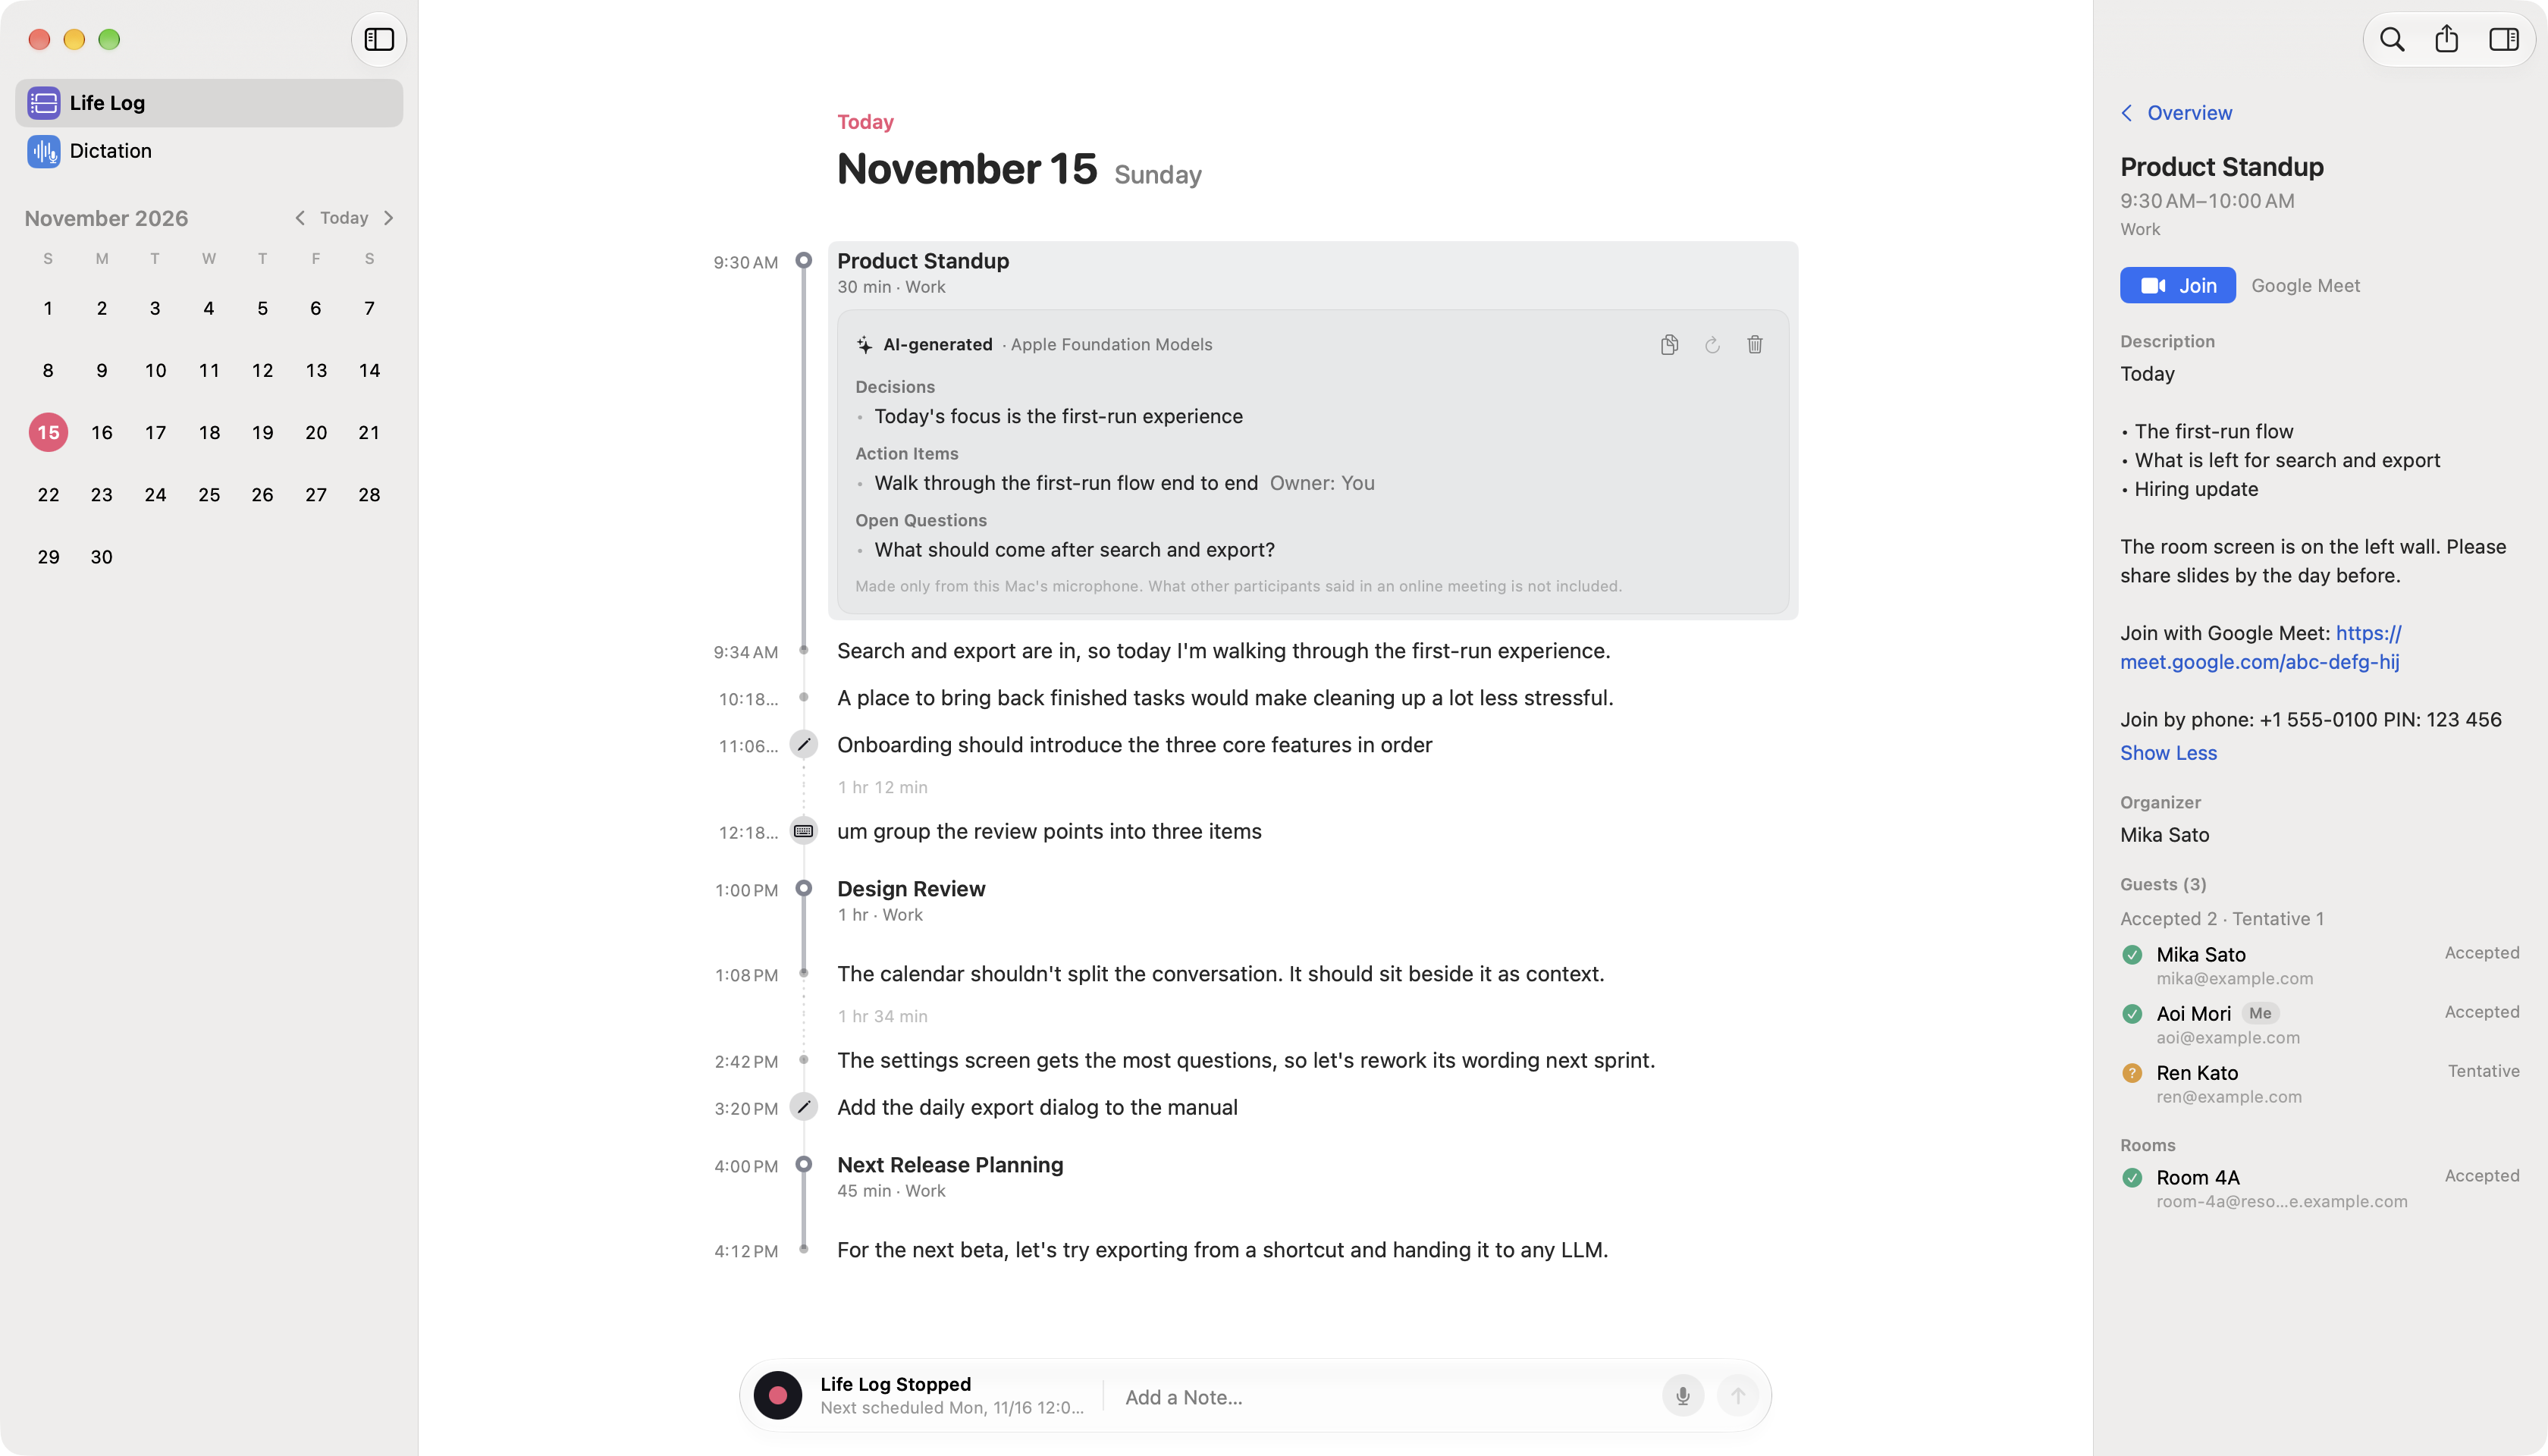 Life Log
Dictation
November 2026
Today
S M T W T F S
1 2 3 4 5 6 7
8 9 10 11 12 13 14
15 16 17 18 19 20 21
22 23 24 25 26 27 28
29 30
Today
November 15 Sunday
9:30 AM
Product Standup
30 min · Work
AI-generated · Apple Foundation Models
Decisions
• Today's focus is the first-run experience
Action Items
• Walk through the first-run flow end to end Owner: You
Open Questions
• What should come after search and export?
Made only from this Mac's microphone. What other participants said in an online meeting is not included.
9:34 AM Search and export are in, so today I'm walking through the first-run experience.
10:18... A place to bring back finished tasks would make cleaning up a lot less stressful.
11:06... Onboarding should introduce the three core features in order
1 hr 12 min
12:18... um group the review points into three items
1:00 PM Design Review
1 hr · Work
1:08 PM The calendar shouldn't split the conversation. It should sit beside it as context.
1 hr 34 min
2:42 PM The settings screen gets the most questions, so let's rework its wording next sprint.
3:20 PM Add the daily export dialog to the manual
4:00 PM Next Release Planning
45 min · Work
4:12 PM For the next beta, let's try exporting from a shortcut and handing it to any LLM.
Life Log Stopped
Next scheduled Mon, 11/16 12:0...
Add a Note...
Overview
Product Standup
9:30 AM–10:00 AM
Work
Join Google Meet
Description
Today
• The first-run flow
• What is left for search and export
• Hiring update
The room screen is on the left wall. Please
share slides by the day before.
Join with Google Meet: https://
meet.google.com/abc-defg-hij
Join by phone: +1 555-0100 PIN: 123 456
Show Less
Organizer
Mika Sato
Guests (3)
Accepted 2 · Tentative 1
Mika Sato Accepted
mika@example.com
Aoi Mori Me Accepted
aoi@example.com
? Ren Kato Tentative
ren@example.com
Rooms
Room 4A Accepted
room-4a@reso...e.example.com